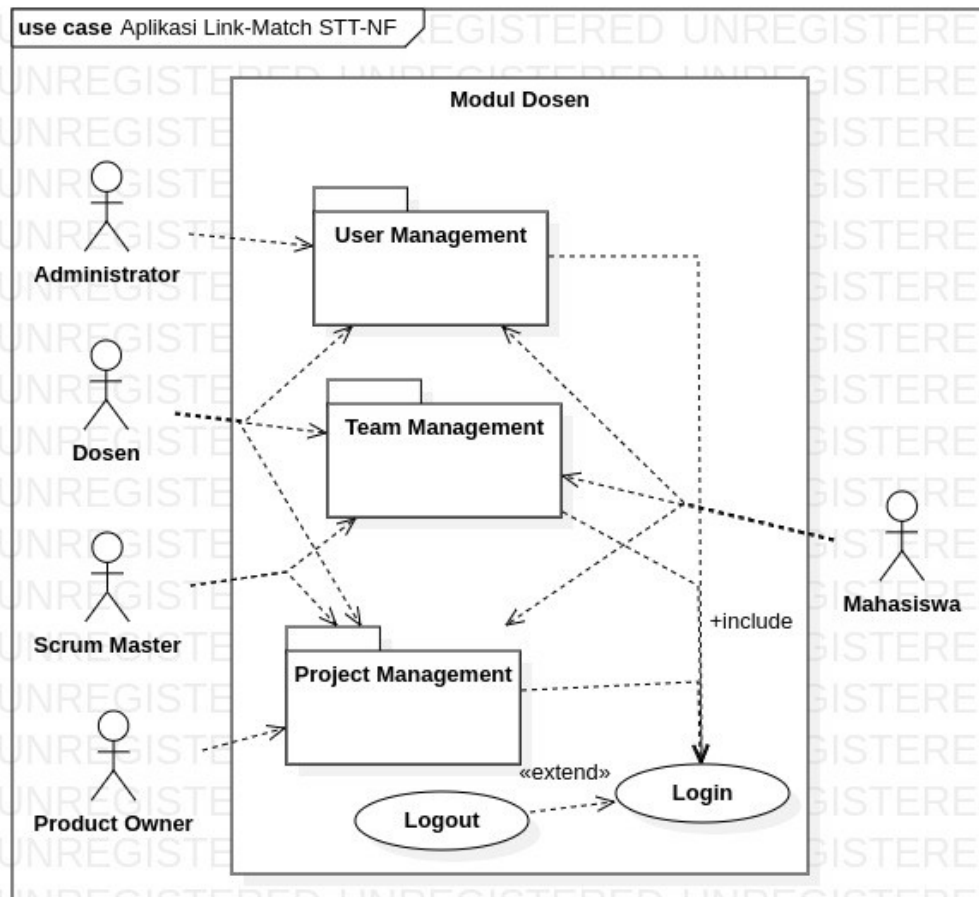 use case Aplikasi Link-Match STT-NF
Modul Dosen
User Management
Administrator
Team Management
Dosen
Mahasiswa
+include
Scrum Master
Project Management
«extend»
Login
Logout
Product Owner
UNREGISTERED